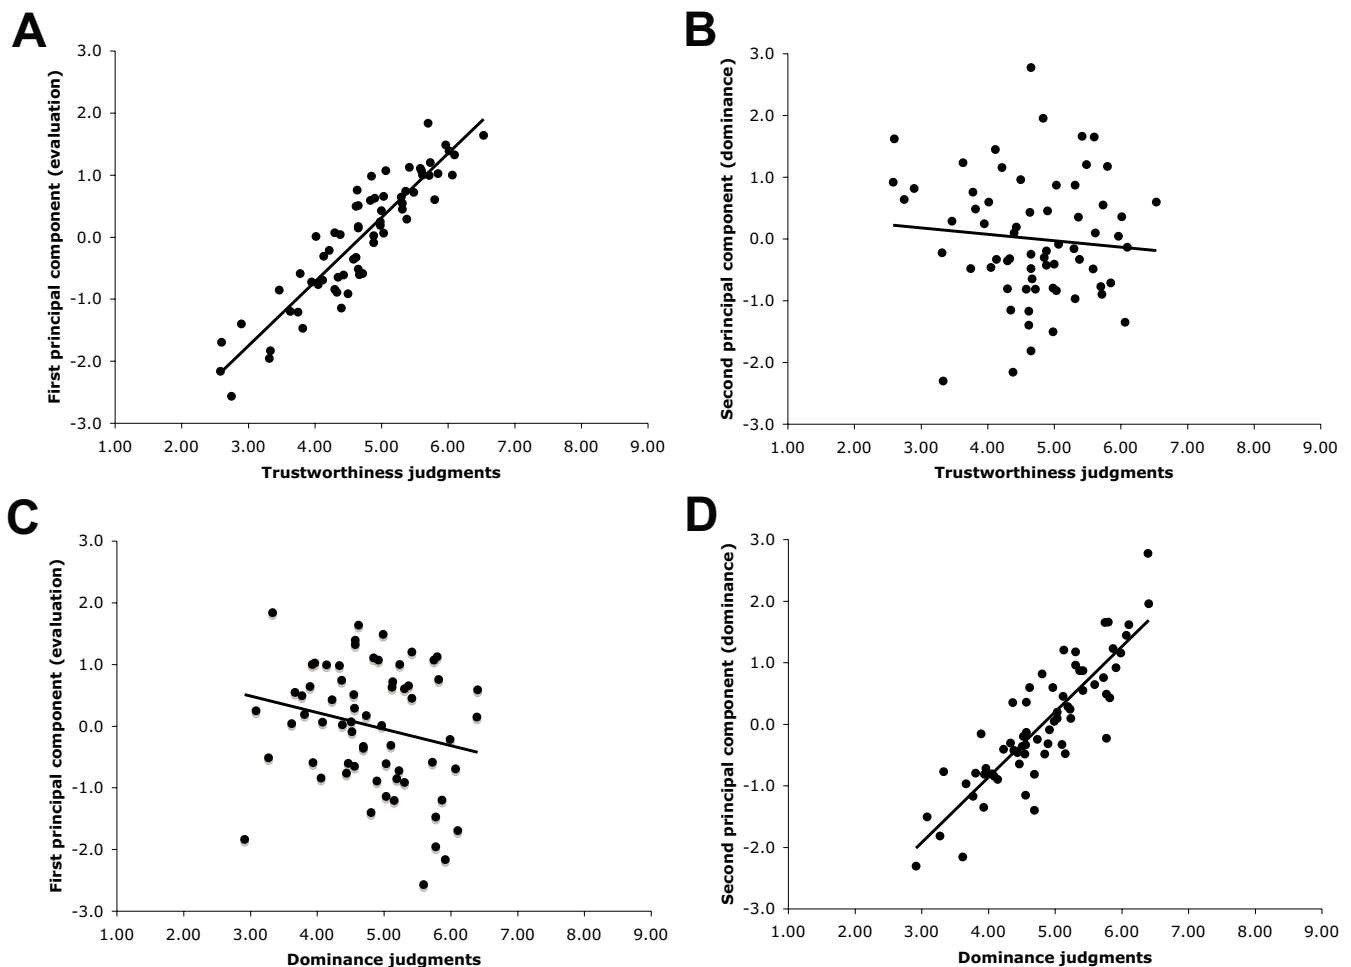 A
First principal component (evaluation)
3.0
2.0
1.0
0.0
-1.0
-2.0
-3.0
1.00 2.00 3.00 4.00 5.00 6.00 7.00 8.00 9.00
Trustworthiness judgments
B
Second principal component (dominance)
3.0
2.0
1.0
0.0
-1.0
-2.0
-3.0
1.00 2.00 3.00 4.00 5.00 6.00 7.00 8.00 9.00
Trustworthiness judgments
C
First principal component (evaluation)
3.0
2.0
1.0
0.0
-1.0
-2.0
-3.0
1.00 2.00 3.00 4.00 5.00 6.00 7.00 8.00 9.00
Dominance judgments
D
Second principal component (dominance)
3.0
2.0
1.0
0.0
-1.0
-2.0
-3.0
1.00 2.00 3.00 4.00 5.00 6.00 7.00 8.00 9.00
Dominance judgments